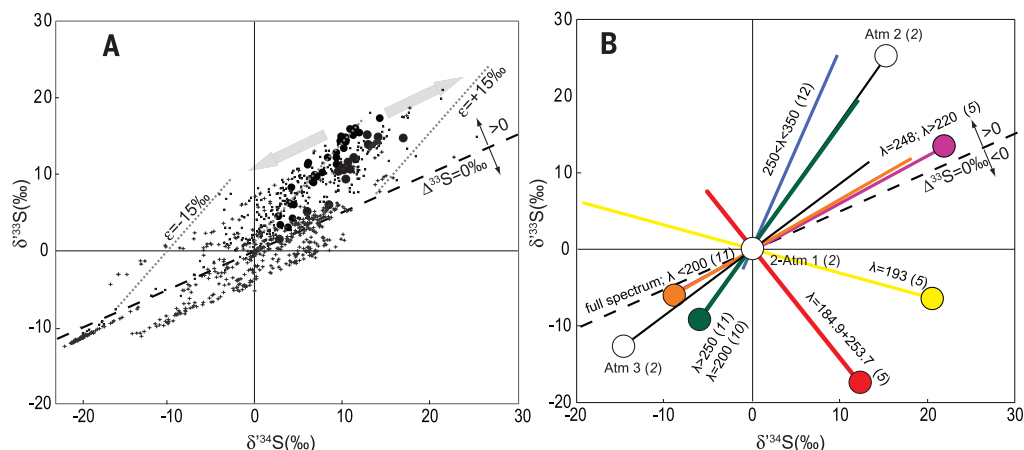 A
30
20
10
0
-10
-20
-20
-10
0
10
20
30
δ'³³S(‰)
δ'³⁴S(‰)
ε=-15‰
ε=+15‰
>0
Δ³³S=0‰
<0
B
30
20
10
0
-10
-20
-20
-10
0
10
20
30
δ'³³S(‰)
δ'³⁴S(‰)
Atm 2 (2)
250<λ<350 (12)
λ=248; λ>220 (5)
>0
Δ³³S=0‰
<0
2-Atm 1 (2)
full spectrum; λ <200 (11)
λ=193 (5)
λ=184.9+253.7 (5)
λ>250 (11)
λ=200 (10)
Atm 3 (2)